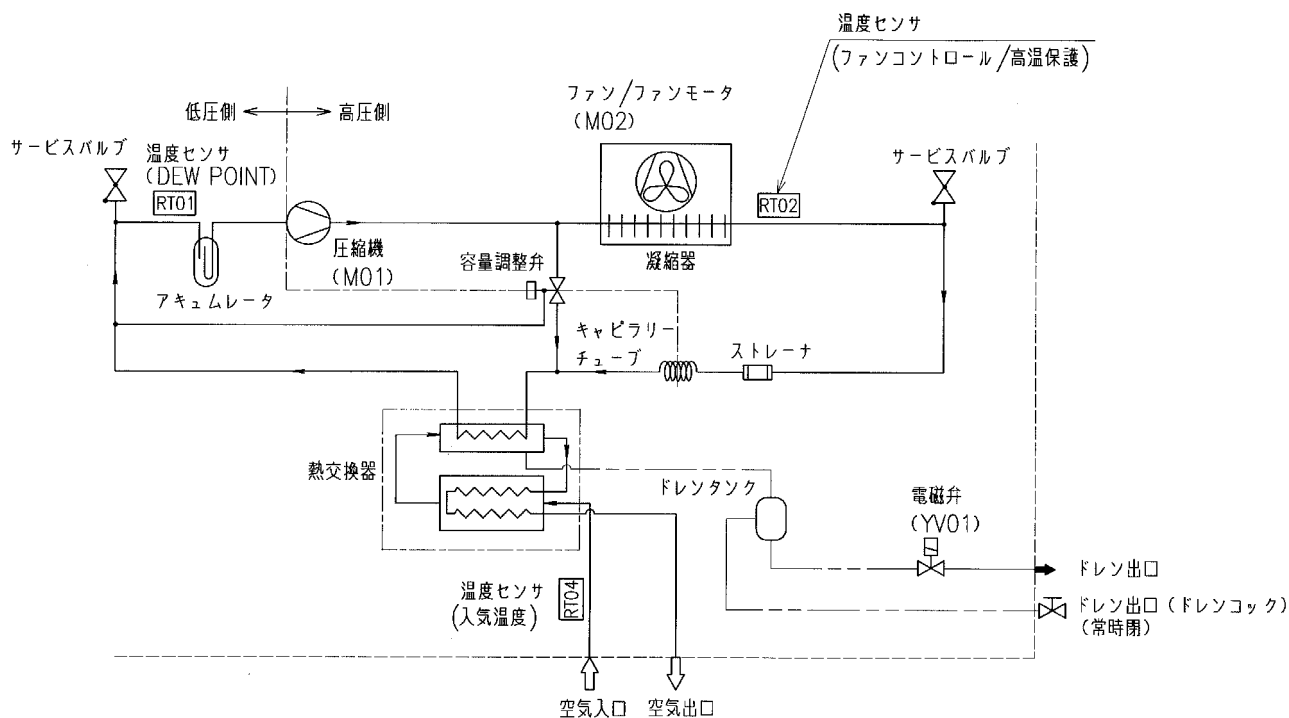 温度センサ
(ファンコントロール/高温保護)
低圧側
高圧側
ファン/ファンモータ
(M02)
サービスバルブ
温度センサ
(DEW POINT)
RT01
サービスバルブ
RT02
圧縮機
(M01)
容量調整弁
凝縮器
アキュムレータ
キャピラリー
チューブ
ストレーナ
熱交換器
ドレンタンク
電磁弁
(YV01)
ドレン出口
温度センサ
(入気温度)
RT04
ドレン出口(ドレンコック)
(常時閉)
空気入口
空気出口